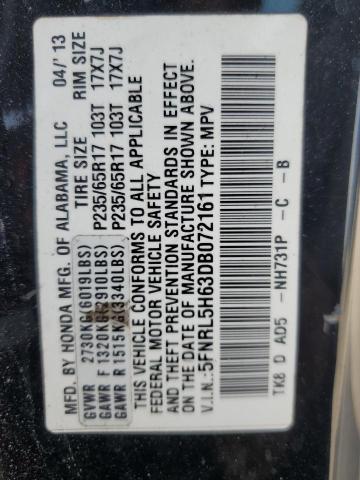 MFD. BY HONDA MFG. OF ALABAMA, LLC 04/'13
TIRE SIZE RIM SIZE
GVWR 2730KG(6019LBS)
GAWR F 1320KG(2910LBS) P235/65R17 103T 17X7J
GAWR R 1515KG(3340LBS) P235/65R17 103T 17X7J
THIS VEHICLE CONFORMS TO ALL APPLICABLE
FEDERAL MOTOR VEHICLE SAFETY
AND THEFT PREVENTION STANDARDS IN EFFECT
ON THE DATE OF MANUFACTURE SHOWN ABOVE.
V.I.N.: 5FNRL5H63DB072161 TYPE: MPV
TK8 D AD5 -NH731P -C -B